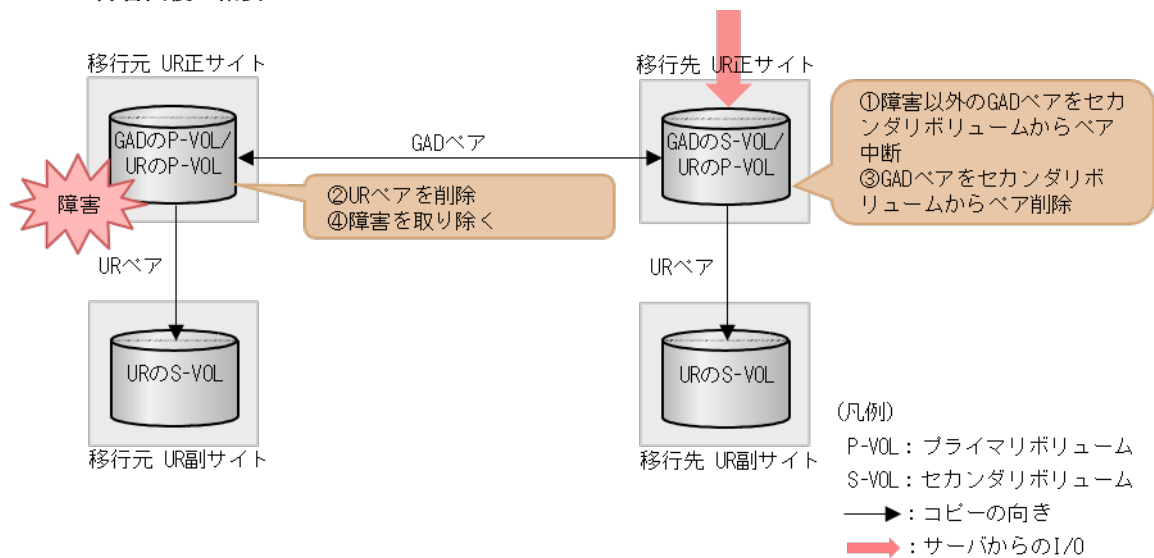 移行元 UR正サイト
移行先 UR正サイト
GADのP-VOL/
URのP-VOL
GADペア
GADのS-VOL/
URのP-VOL
①障害以外のGADペアをセカ
ンダリボリュームからペア
中断
③GADペアをセカンダリボ
リュームからペア削除
障害
②URペアを削除
④障害を取り除く
URペア
URペア
URのS-VOL
URのS-VOL
移行元 UR副サイト
移行先 UR副サイト
(凡例)
P-VOL：プライマリボリューム
S-VOL：セカンダリボリューム
：コピーの向き
：サーバからのI/O